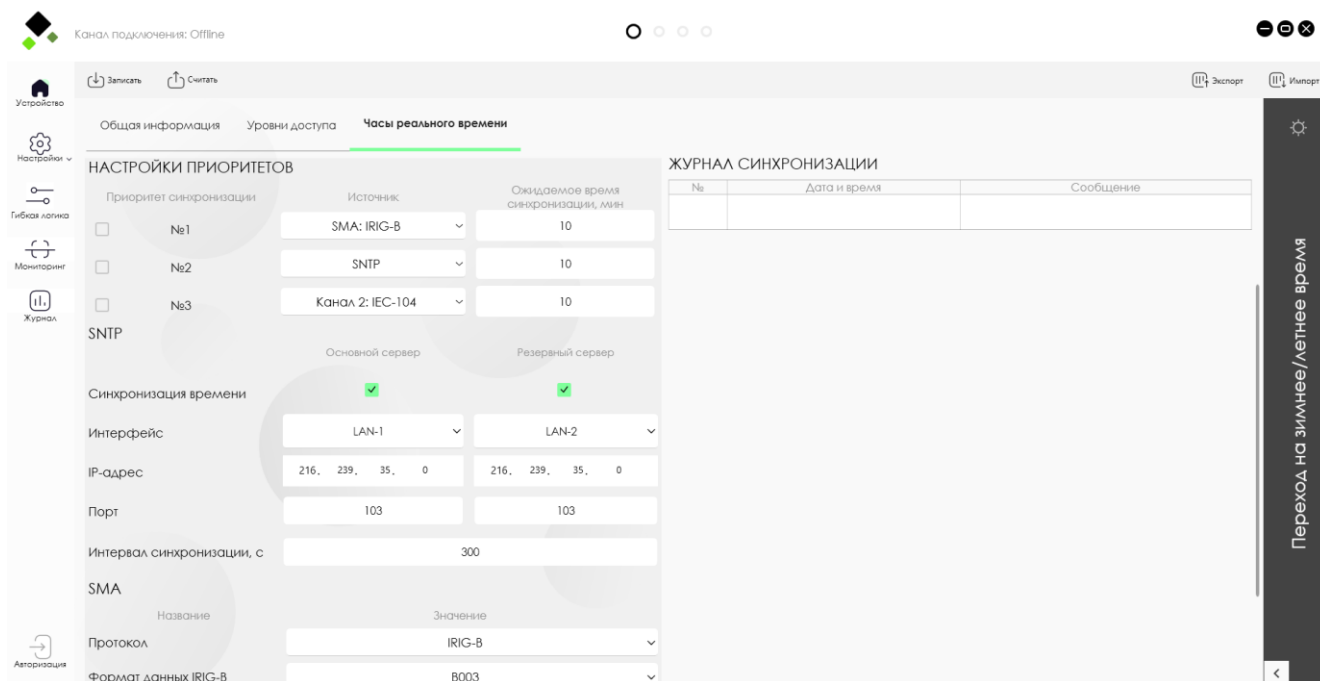 Канал подключения: Offline
Записать
Считать
Экспорт
Импорт
Устройство
Настройки
Гибкая логика
Мониторинг
Журнал
Авторизация
Общая информация
Уровни доступа
Часы реального времени
НАСТРОЙКИ ПРИОРИТЕТОВ
Приоритет синхронизации
Источник
Ожидаемое время
синхронизации, мин
№1
SMA: IRIG-B
10
№2
SNTP
10
№3
Канал 2: IEC-104
10
SNTP
Основной сервер
Резервный сервер
Синхронизация времени
Интерфейс
LAN-1
LAN-2
IP-адрес
216. 239. 35. 0
216. 239. 35. 0
Порт
103
103
Интервал синхронизации, с
300
SMA
Название
Значение
Протокол
IRIG-B
Формат данных IRIG-B
B003
ЖУРНАЛ СИНХРОНИЗАЦИИ
№
Дата и время
Сообщение
Переход на зимнее/летнее время